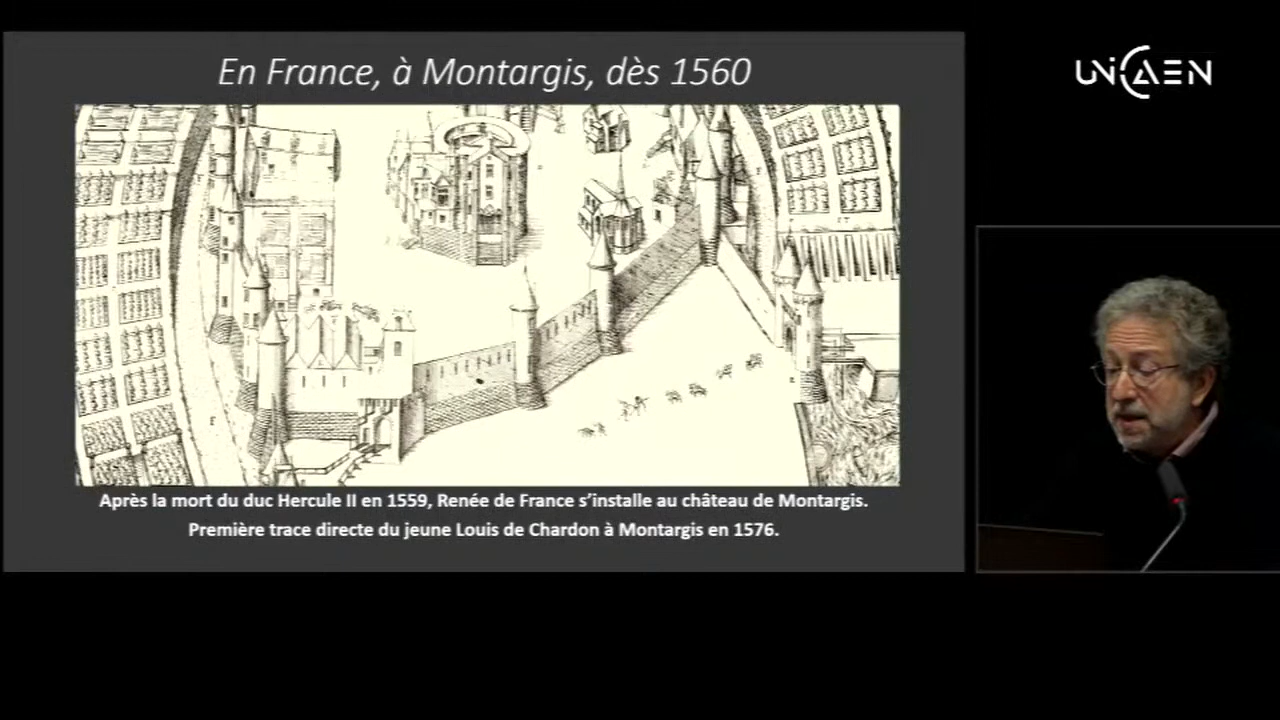 En France, à Montargis, dès 1560
UNICAEN
Après la mort du duc Hercule II en 1559, Renée de France s'installe au château de Montargis.
Première trace directe du jeune Louis de Chardon à Montargis en 1576.